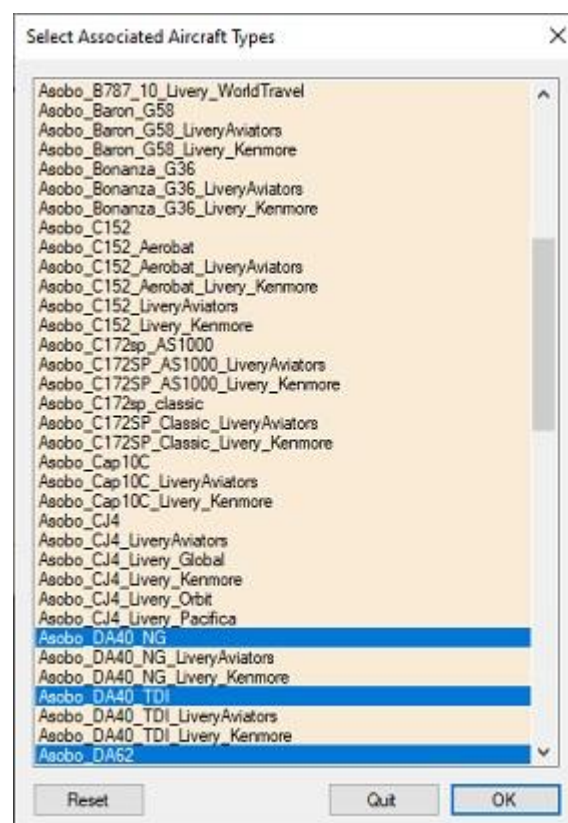 Select Associated Aircraft Types
Asobo_B787_10_Livery_WorldTravel
Asobo_Baron_G58
Asobo_Baron_G58_LiveryAviators
Asobo_Baron_G58_Livery_Kenmore
Asobo_Bonanza_G36
Asobo_Bonanza_G36_LiveryAviators
Asobo_Bonanza_G36_Livery_Kenmore
Asobo_C152
Asobo_C152_Aerobat
Asobo_C152_Aerobat_LiveryAviators
Asobo_C152_Aerobat_Livery_Kenmore
Asobo_C152_LiveryAviators
Asobo_C152_Livery_Kenmore
Asobo_C172sp_AS1000
Asobo_C172SP_AS1000_LiveryAviators
Asobo_C172SP_AS1000_Livery_Kenmore
Asobo_C172sp_classic
Asobo_C172SP_Classic_LiveryAviators
Asobo_C172SP_Classic_Livery_Kenmore
Asobo_Cap10C
Asobo_Cap10C_LiveryAviators
Asobo_Cap10C_Livery_Kenmore
Asobo_CJ4
Asobo_CJ4_LiveryAviators
Asobo_CJ4_Livery_Global
Asobo_CJ4_Livery_Kenmore
Asobo_CJ4_Livery_Orbit
Asobo_CJ4_Livery_Pacifica
Asobo_DA40_NG
Asobo_DA40_NG_LiveryAviators
Asobo_DA40_NG_Livery_Kenmore
Asobo_DA40_TDI
Asobo_DA40_TDI_LiveryAviators
Asobo_DA40_TDI_Livery_Kenmore
Asobo_DA62
Reset Quit OK